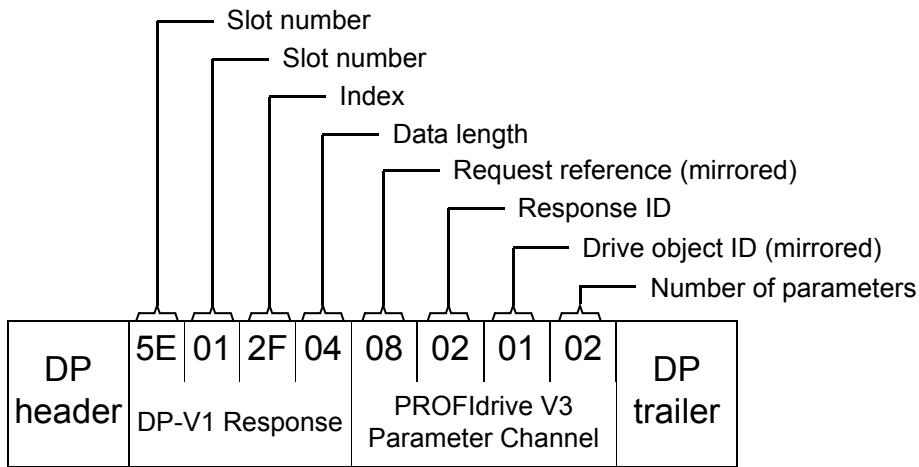 Slot number
Slot number
Index
Data length
Request reference (mirrored)
Response ID
Drive object ID (mirrored)
Number of parameters
DP header
5E 01 2F 04 08 02 01 02
DP-V1 Response
PROFIdrive V3
Parameter Channel
DP trailer